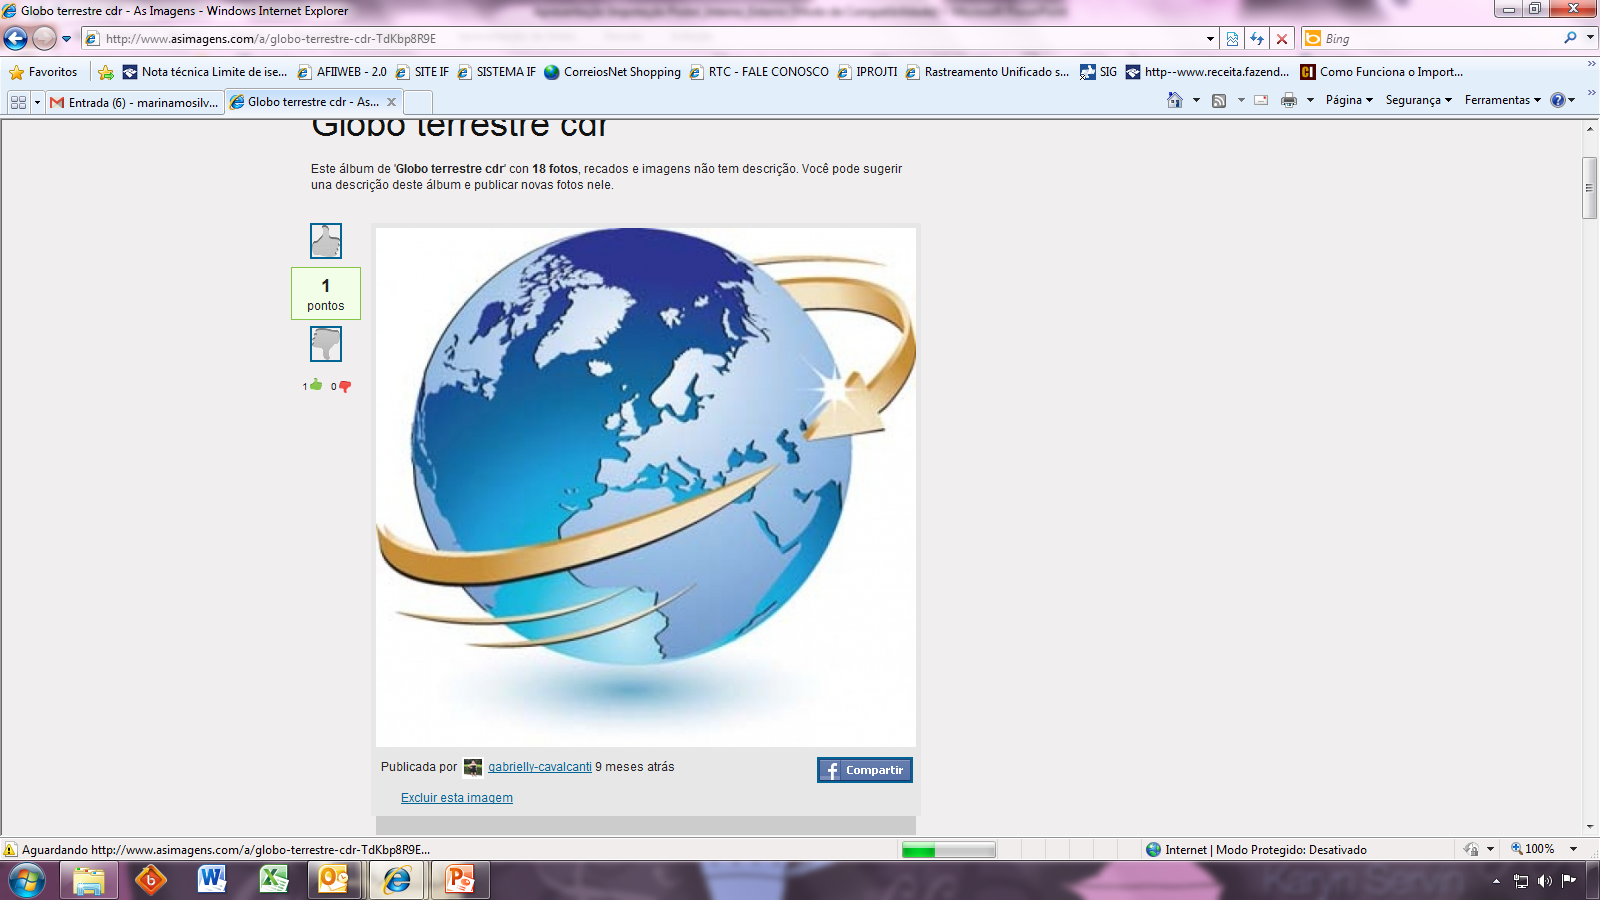 Globo terrestre cdr - As Imagens - Windows Internet Explorer
http://www.asimagens.com/a/globo-terrestre-cdr-TdKbp8R9E
Bing
Favoritos
Nota técnica Limite de ise...
AFIIWEB - 2.0
SITE IF
SISTEMA IF
CorreiosNet Shopping
RTC - FALE CONOSCO
IPROJTI
Rastreamento Unificado s...
SIG
http--www.receita.fazend...
Como Funciona o Import...
Entrada (6) - marinamosilv...
Globo terrestre cdr - As...
Página
Segurança
Ferramentas
Globo terrestre cdr
Este álbum de 'Globo terrestre cdr' con 18 fotos, recados e imagens não tem descrição. Você pode sugerir
una descrição deste álbum e publicar novas fotos nele.
1
pontos
1 0
Publicada por gabrielly-cavalcanti 9 meses atrás
Compartir
Excluir esta imagem
Aguardando http://www.asimagens.com/a/globo-terrestre-cdr-TdKbp8R9E...
Internet | Modo Protegido: Desativado
100%